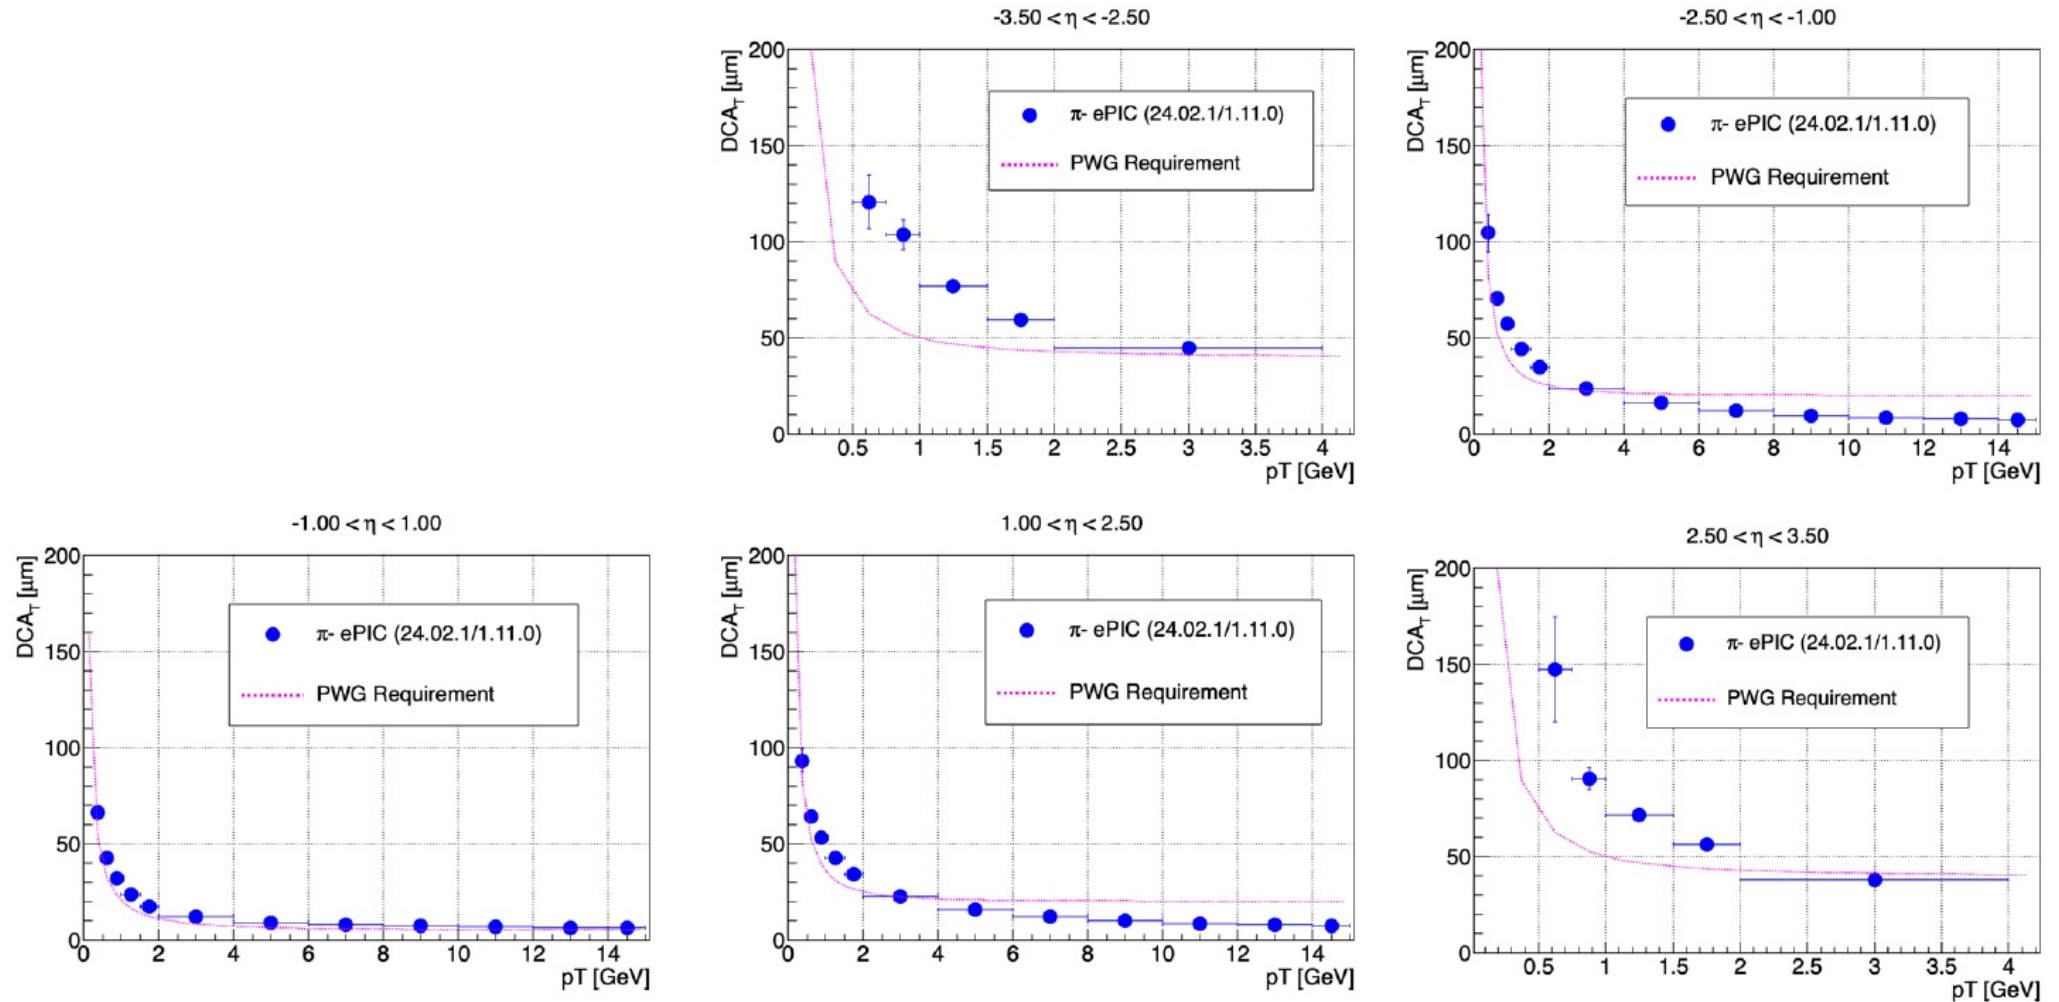 -3.50 < η < -2.50
DCA_T [μm]
200
150
100
50
0
π- ePIC (24.02.1/1.11.0)
PWG Requirement
0.5 1 1.5 2 2.5 3 3.5 4
pT [GeV]
-2.50 < η < -1.00
DCA_T [μm]
200
150
100
50
0
π- ePIC (24.02.1/1.11.0)
PWG Requirement
0 2 4 6 8 10 12 14
pT [GeV]
-1.00 < η < 1.00
DCA_T [μm]
200
150
100
50
0
π- ePIC (24.02.1/1.11.0)
PWG Requirement
0 2 4 6 8 10 12 14
pT [GeV]
1.00 < η < 2.50
DCA_T [μm]
200
150
100
50
0
π- ePIC (24.02.1/1.11.0)
PWG Requirement
0 2 4 6 8 10 12 14
pT [GeV]
2.50 < η < 3.50
DCA_T [μm]
200
150
100
50
0
π- ePIC (24.02.1/1.11.0)
PWG Requirement
0.5 1 1.5 2 2.5 3 3.5 4
pT [GeV]